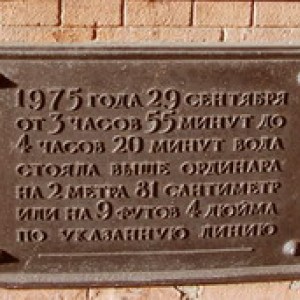 1975 ГОДА 29 СЕНТЯБРЯ
ОТ 3 ЧАСОВ 55 МИНУТ ДО
4 ЧАСОВ 20 МИНУТ ВОДА
СТОЯЛА ВЫШЕ ОРДИНАРА
НА 2 МЕТРА 81 САНТИМЕТР
ИЛИ НА 9 ФУТОВ 4 ДЮЙМА
ПО УКАЗАННУЮ ЛИНИЮ